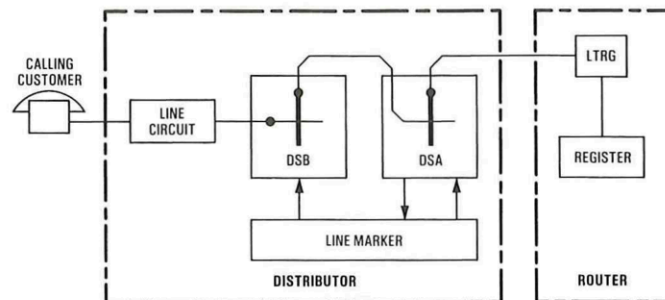 CALLING
CUSTOMER
LINE
CIRCUIT
DSB
DSA
LTRG
REGISTER
LINE MARKER
DISTRIBUTOR
ROUTER